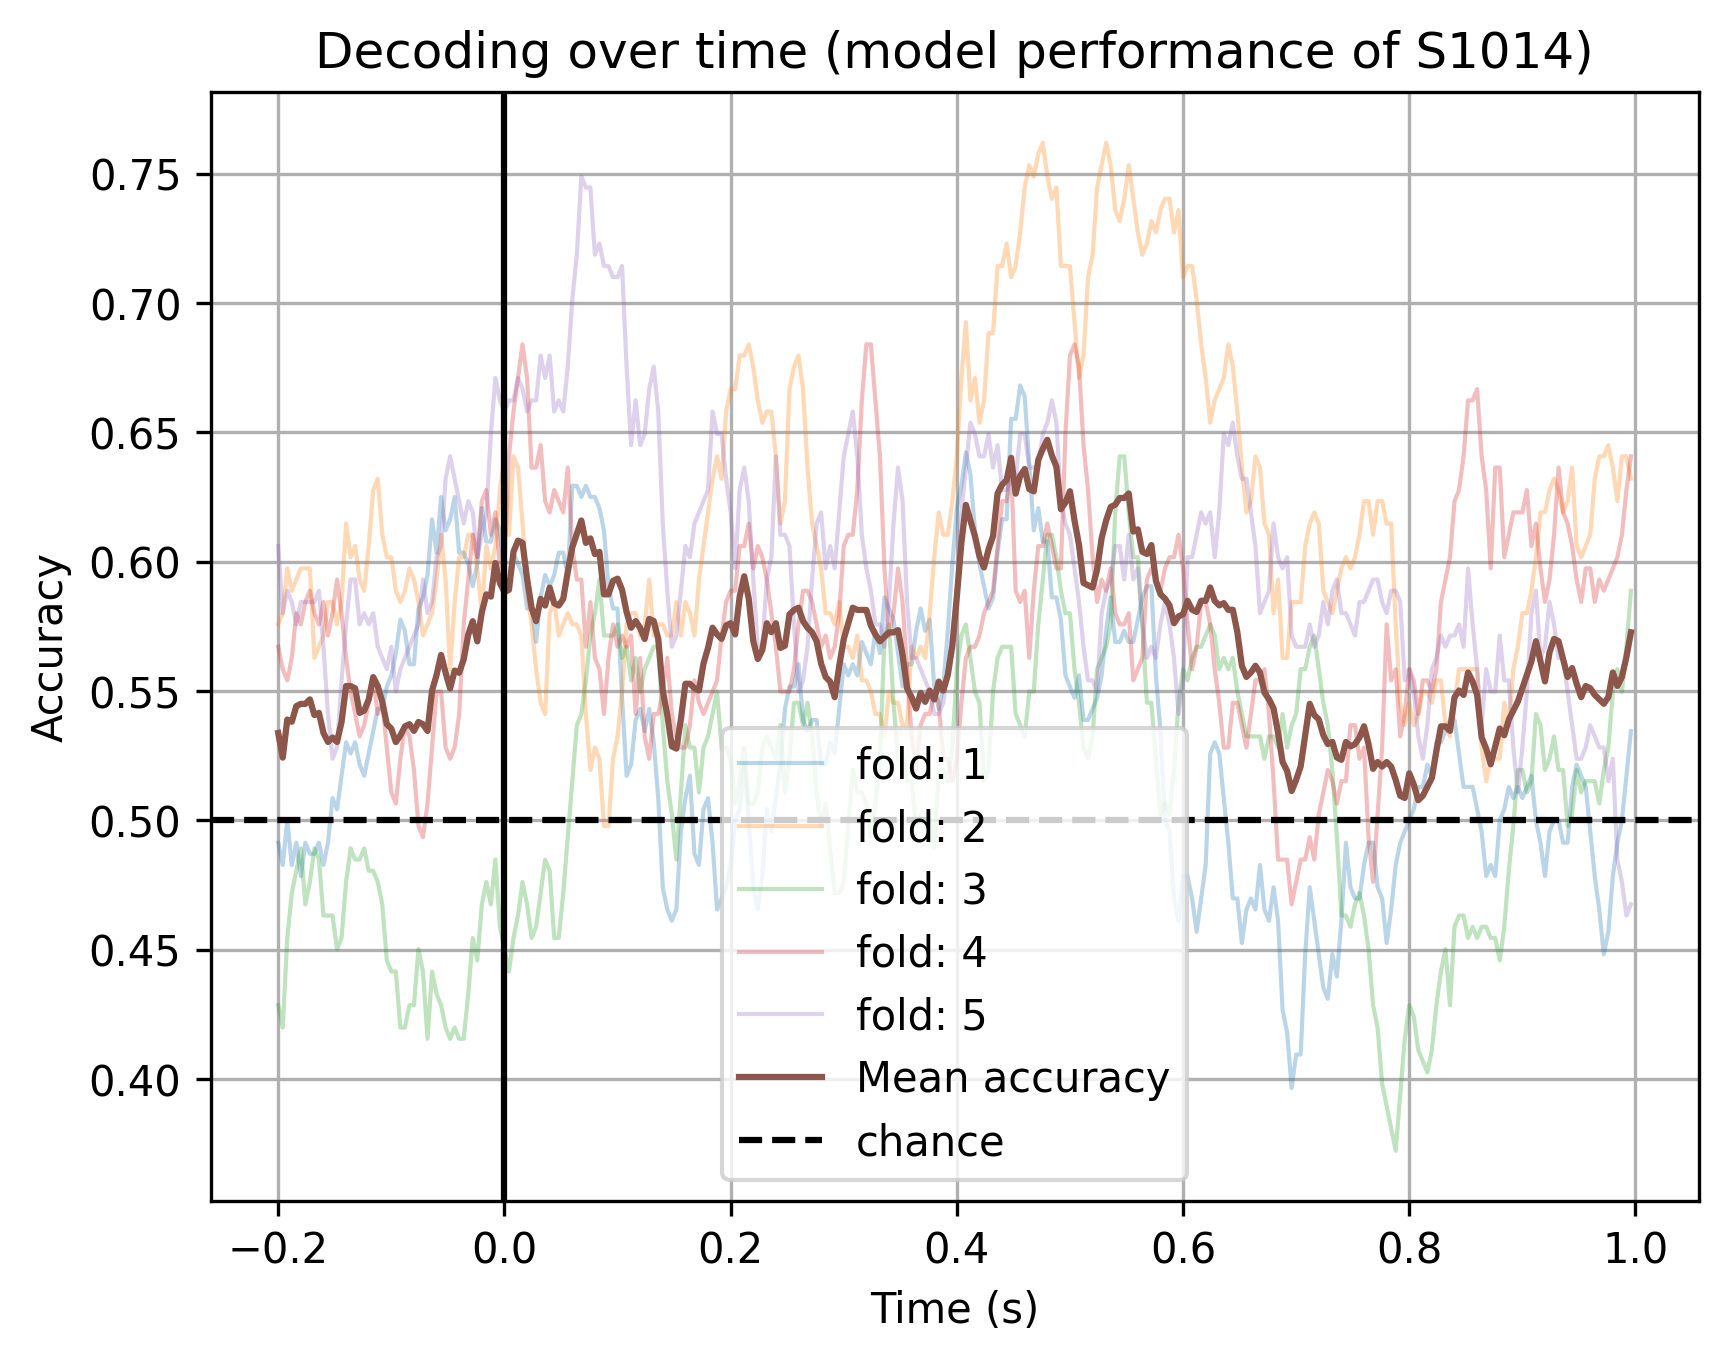 Decoding over time (model performance of S1014)
Accuracy
0.75
0.70
0.65
0.60
0.55
0.50
0.45
0.40
fold: 1
fold: 2
fold: 3
fold: 4
fold: 5
Mean accuracy
chance
−0.2
0.0
0.2
0.4
0.6
0.8
1.0
Time (s)